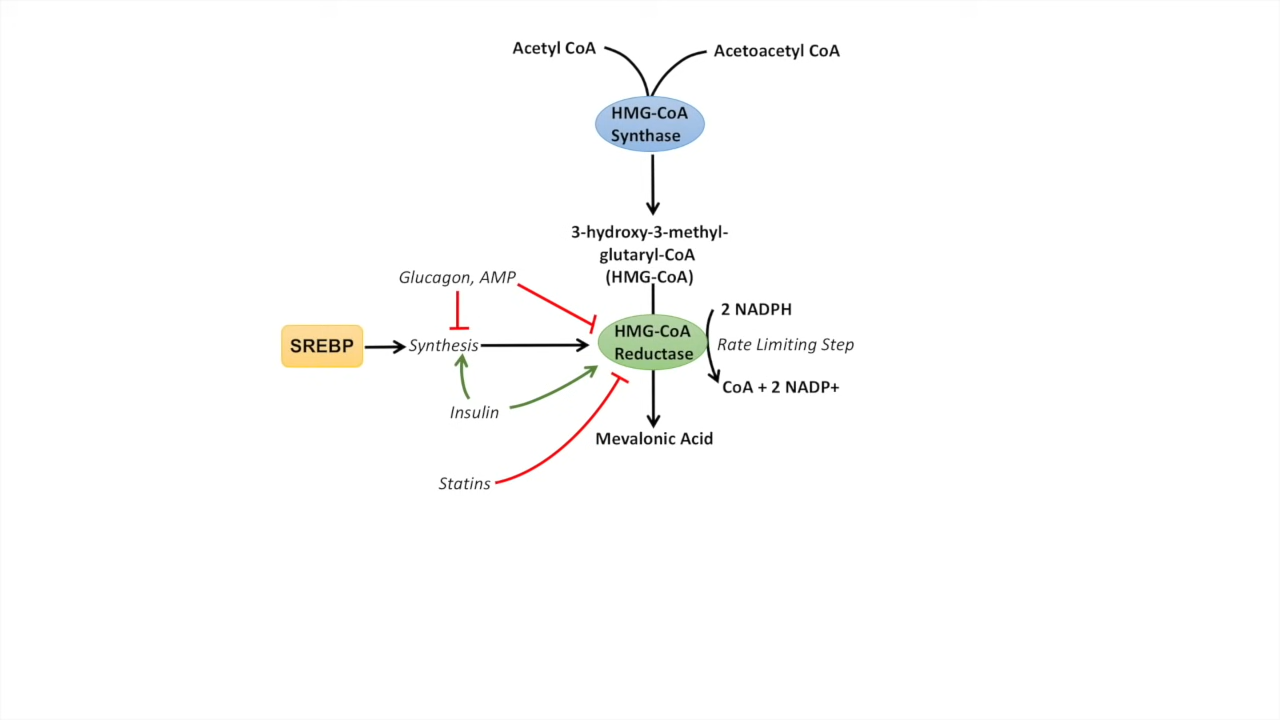 Acetyl CoA
Acetoacetyl CoA
HMG-CoA
Synthase
3-hydroxy-3-methyl-
glutaryl-CoA
(HMG-CoA)
Glucagon, AMP
2 NADPH
HMG-CoA
Reductase
SREBP
Synthesis
Rate Limiting Step
CoA + 2 NADP+
Insulin
Mevalonic Acid
Statins